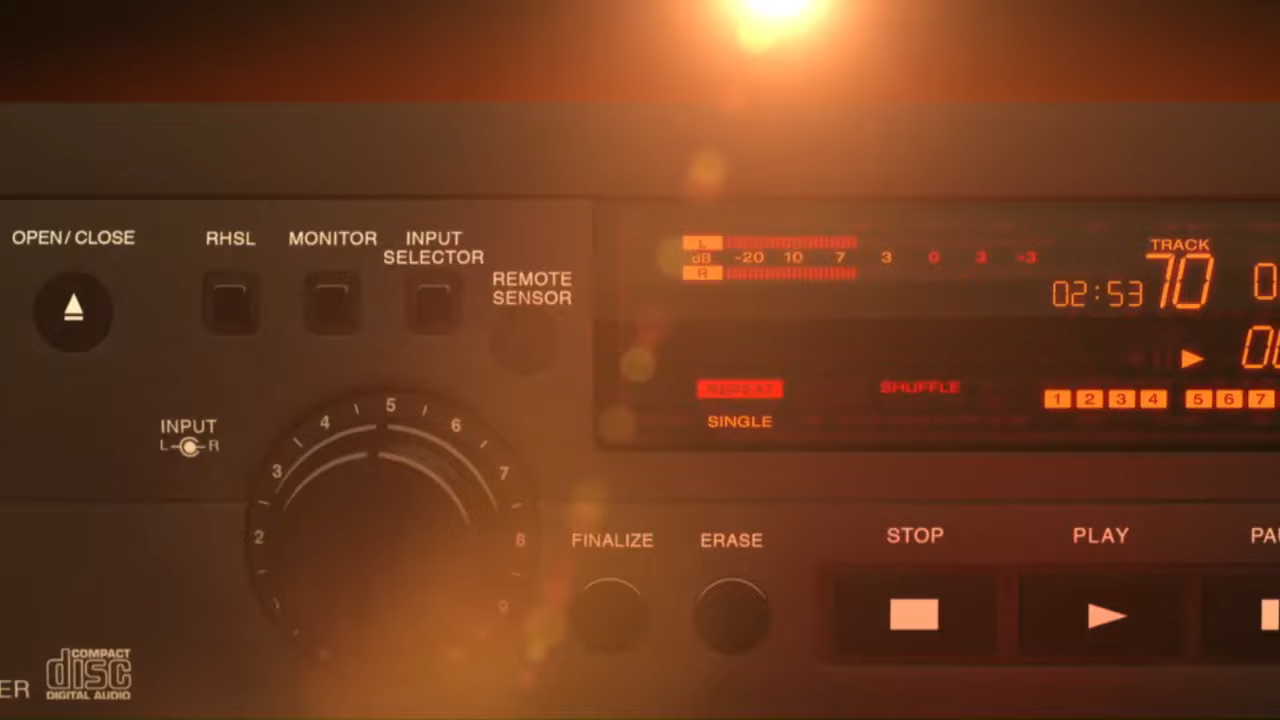 OPEN/CLOSE
RHSL
MONITOR
INPUT
SELECTOR
REMOTE
SENSOR
L
dB -20 10 7 3 0 3 -3
R
TRACK
02:53 70
REPEAT
SHUFFLE
SINGLE
1 2 3 4 5 6 7
INPUT
L R
2 3 4 5 6 7 8 9
FINALIZE
ERASE
STOP
PLAY
COMPACT
disc
DIGITAL AUDIO
ER